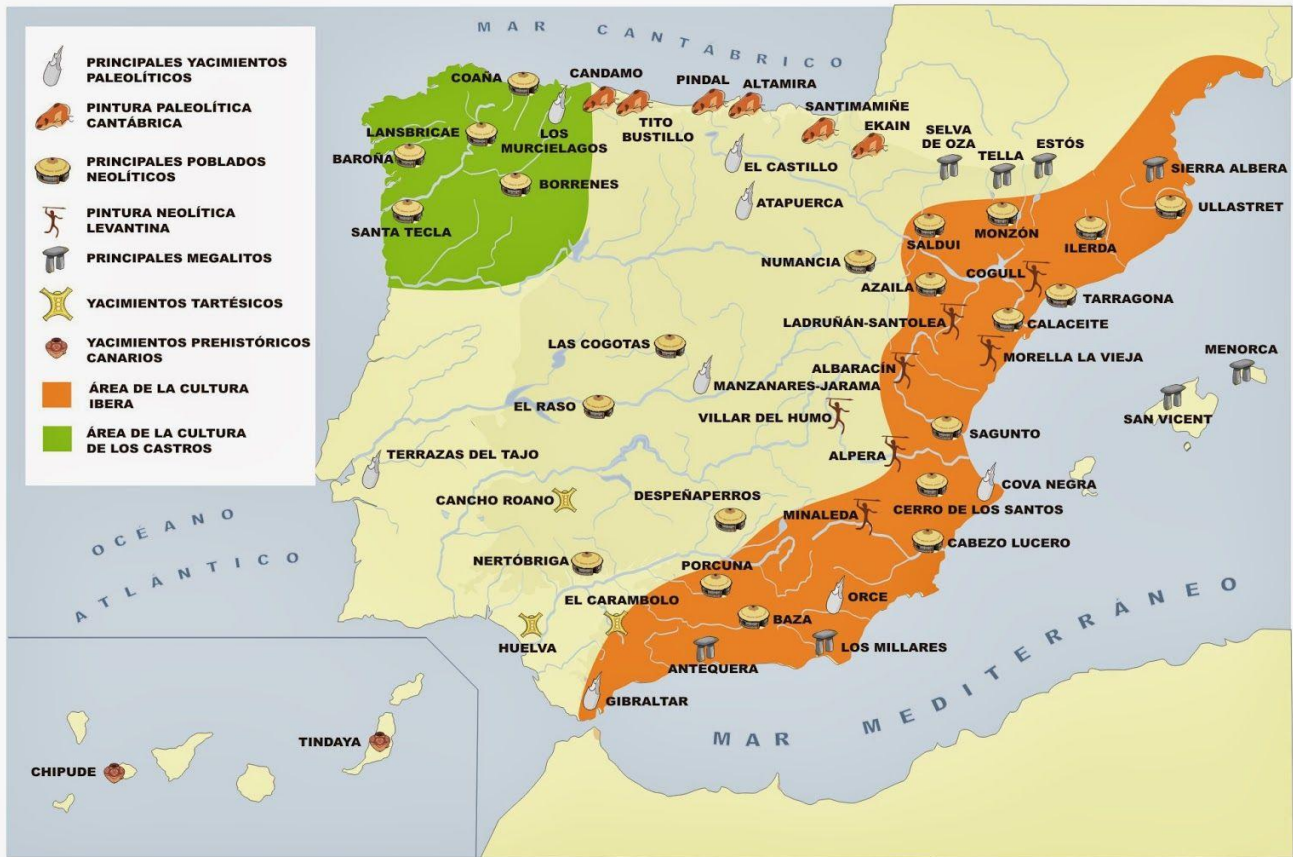 MAR CANTÁBRICO
PRINCIPALES YACIMIENTOS
PALEOLÍTICOS
PINTURA PALEOLÍTICA
CANTÁBRICA
PRINCIPALES POBLADOS
NEOLÍTICOS
PINTURA NEOLÍTICA
LEVANTINA
PRINCIPALES MEGALITOS
YACIMIENTOS TARTÉSICOS
YACIMIENTOS PREHISTÓRICOS
CANARIOS
ÁREA DE LA CULTURA
IBERA
ÁREA DE LA CULTURA
DE LOS CASTROS
COAÑA
CANDAMO
PINDAL
ALTAMIRA
TITO
BUSTILLO
SANTIMAMIÑE
EKAIN
LANSBRICAE
LOS
MURCIELAGOS
BAROÑA
BORRENES
SANTA TECLA
EL CASTILLO
ATAPUERCA
SELVA
DE OZA
TELLA
ESTÓS
SIERRA ALBERA
ULLASTRET
SALDUI
MONZÓN
ILERDA
NUMANCIA
AZAILA
COGULL
TARRAGONA
LADRUÑÁN-SANTOLEA
CALACEITE
LAS COGOTAS
ALBARACÍN
MORELLA LA VIEJA
MENORCA
MANZANARES-JARAMA
EL RASO
VILLAR DEL HUMO
SAN VICENT
SAGUNTO
TERRAZAS DEL TAJO
ALPERA
CANCHO ROANO
DESPEÑAPERROS
COVA NEGRA
MINALEDA
CERRO DE LOS SANTOS
CABEZO LUCERO
NERTÓBRIGA
PORCUNA
EL CARAMBOLO
ORCE
BAZA
HUELVA
ANTEQUERA
LOS MILLARES
GIBRALTAR
OCÉANO
ATLÁNTICO
MAR MEDITERRÁNEO
TINDAYA
CHIPUDE